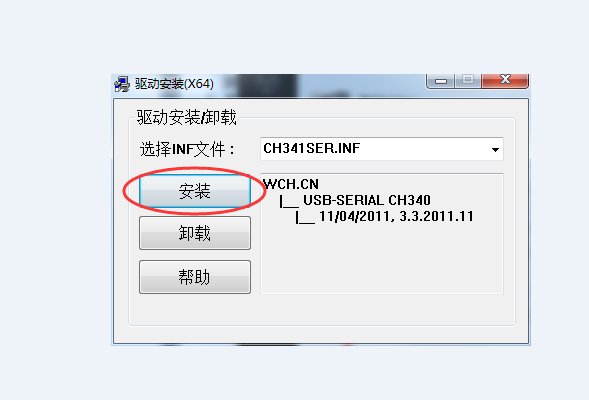 驱动安装(X64)
驱动安装/卸载
选择INF文件： CH341SER.INF
安装
WCH.CN
|__ USB-SERIAL CH340
|__ 11/04/2011, 3.3.2011.11
卸载
帮助